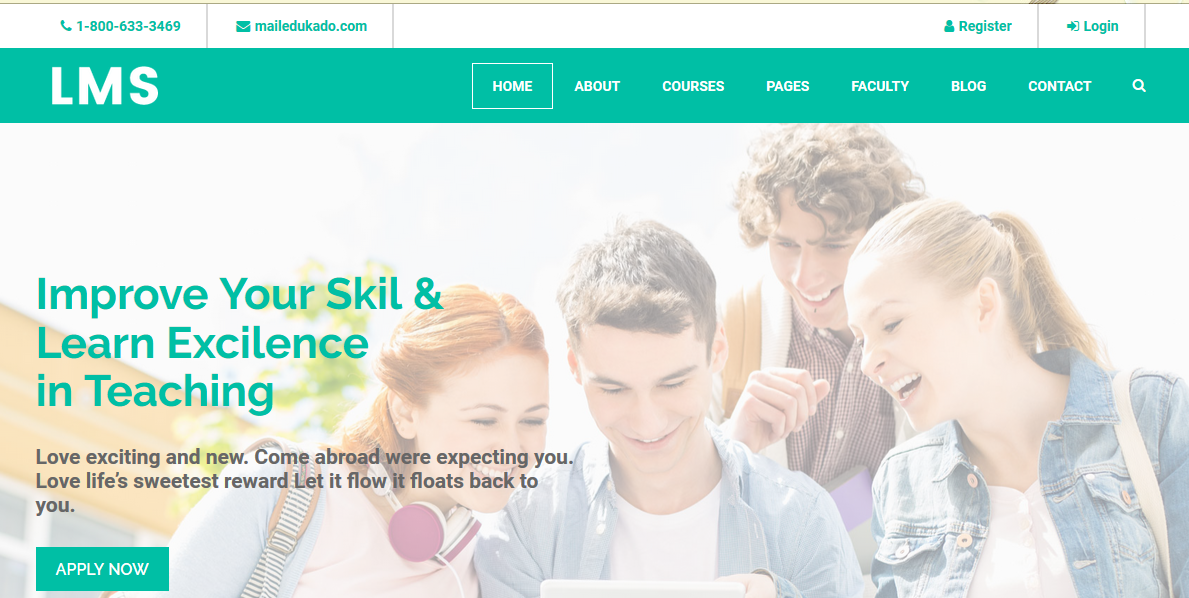 1-800-633-3469 mailedukado.com Register Login
LMS HOME ABOUT COURSES PAGES FACULTY BLOG CONTACT
Improve Your Skil &
Learn Excilence
in Teaching
Love exciting and new. Come abroad were expecting you.
Love life's sweetest reward Let it flow it floats back to
you.
APPLY NOW